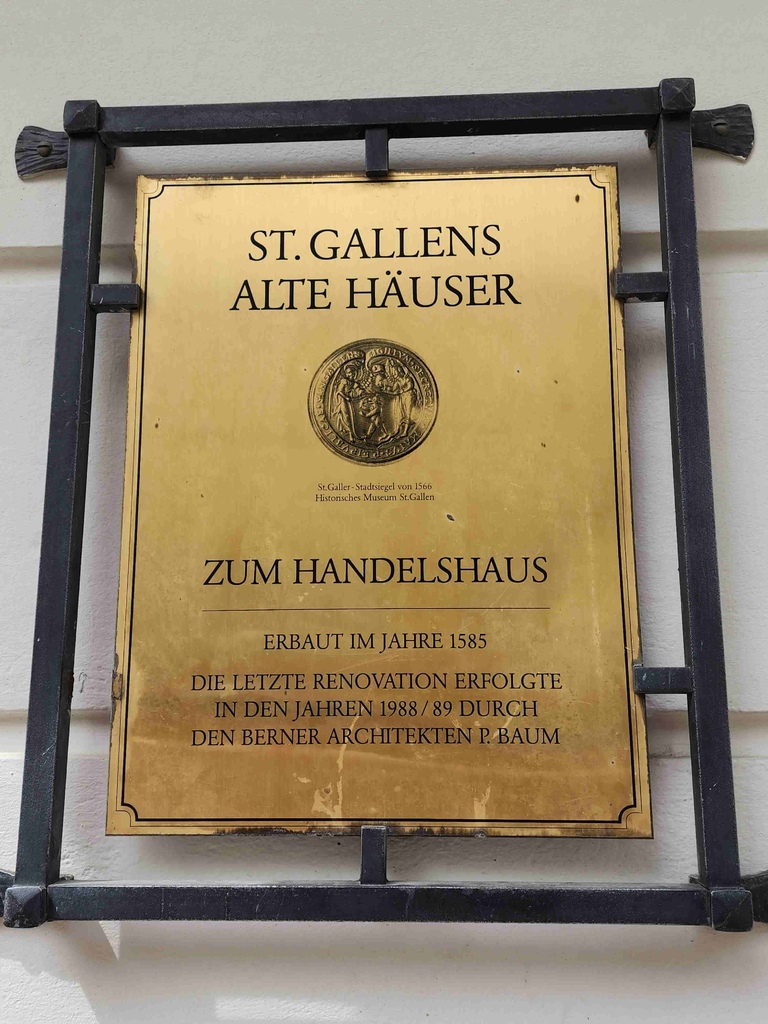 ST. GALLENS
ALTE HÄUSER
St.Galler-Stadtsiegel von 1566
Historisches Museum St.Gallen
ZUM HANDELSHAUS
ERBAUT IM JAHRE 1585
DIE LETZTE RENOVATION ERFOLGTE
IN DEN JAHREN 1988/89 DURCH
DEN BERNER ARCHITEKTEN P. BAUM